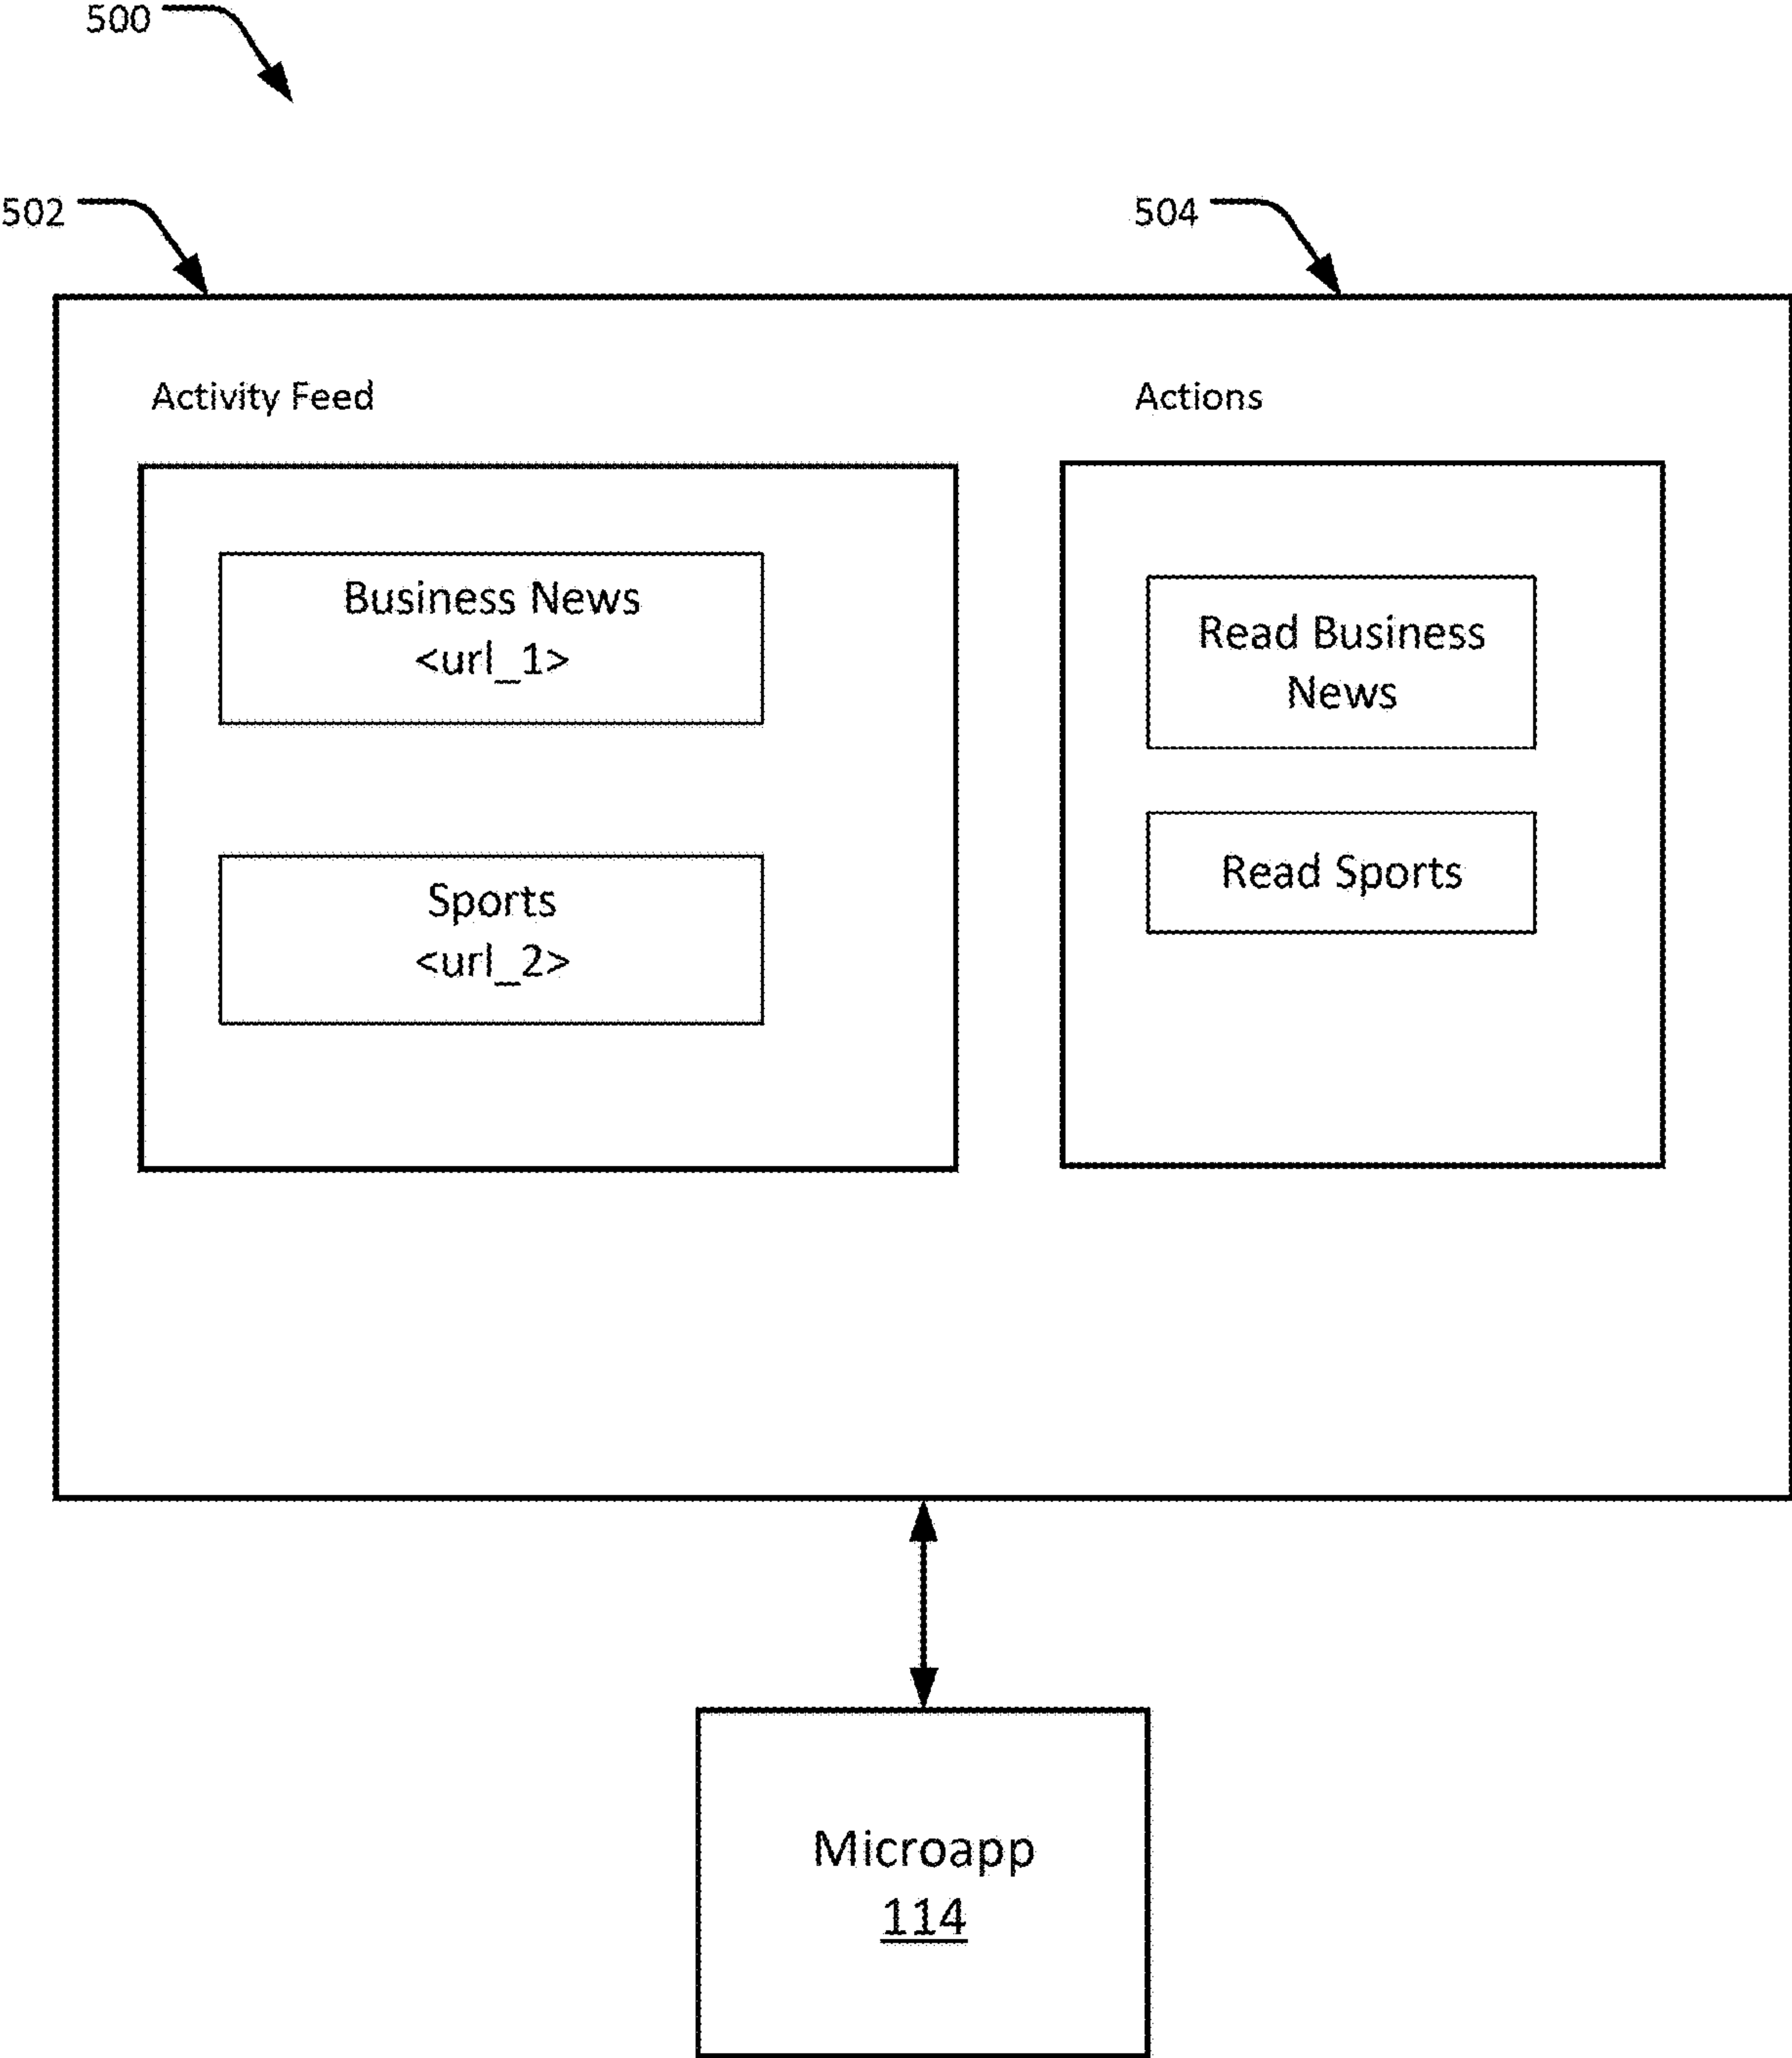 500
502
504
Activity Feed
Actions
Business News
<url_1>
Sports
<url_2>
Read Business
News
Read Sports
Microapp
114